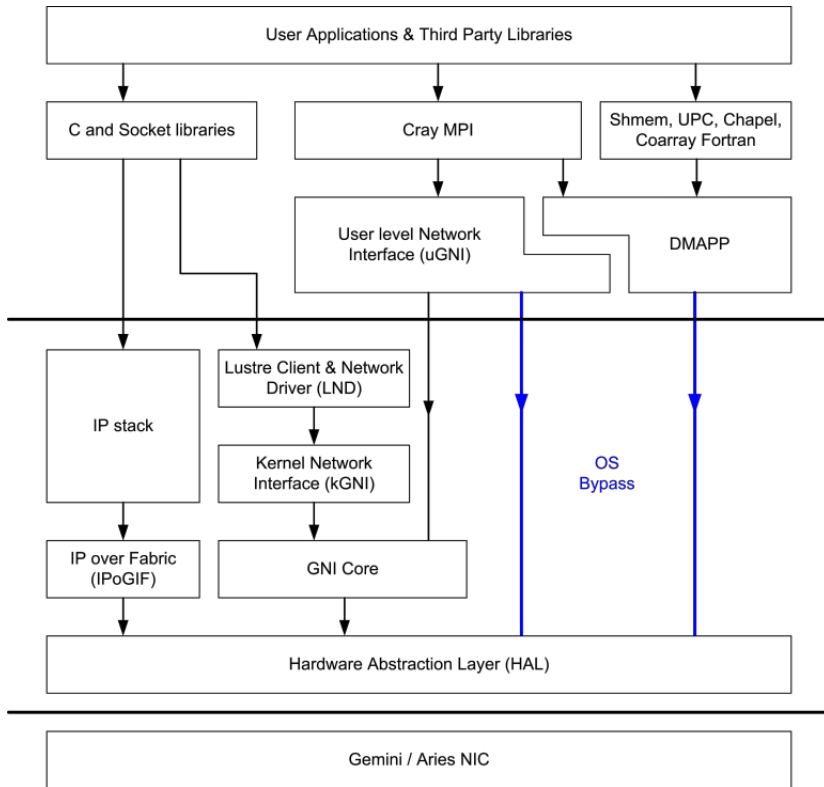 User Applications & Third Party Libraries
C and Socket libraries
Cray MPI
Shmem, UPC, Chapel,
Coarray Fortran
User level Network
Interface (uGNI)
DMAPP
IP stack
Lustre Client & Network
Driver (LND)
Kernel Network
Interface (kGNI)
OS
Bypass
IP over Fabric
(IPoGIF)
GNI Core
Hardware Abstraction Layer (HAL)
Gemini / Aries NIC